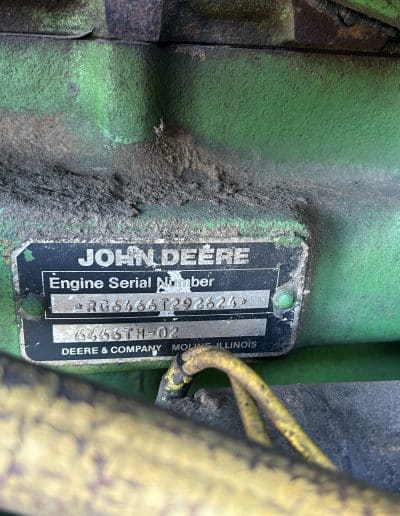 JOHN DEERE
Engine Serial Number
*RG6466T292624*
6466TH-02
DEERE & COMPANY MOLINE ILLINOIS